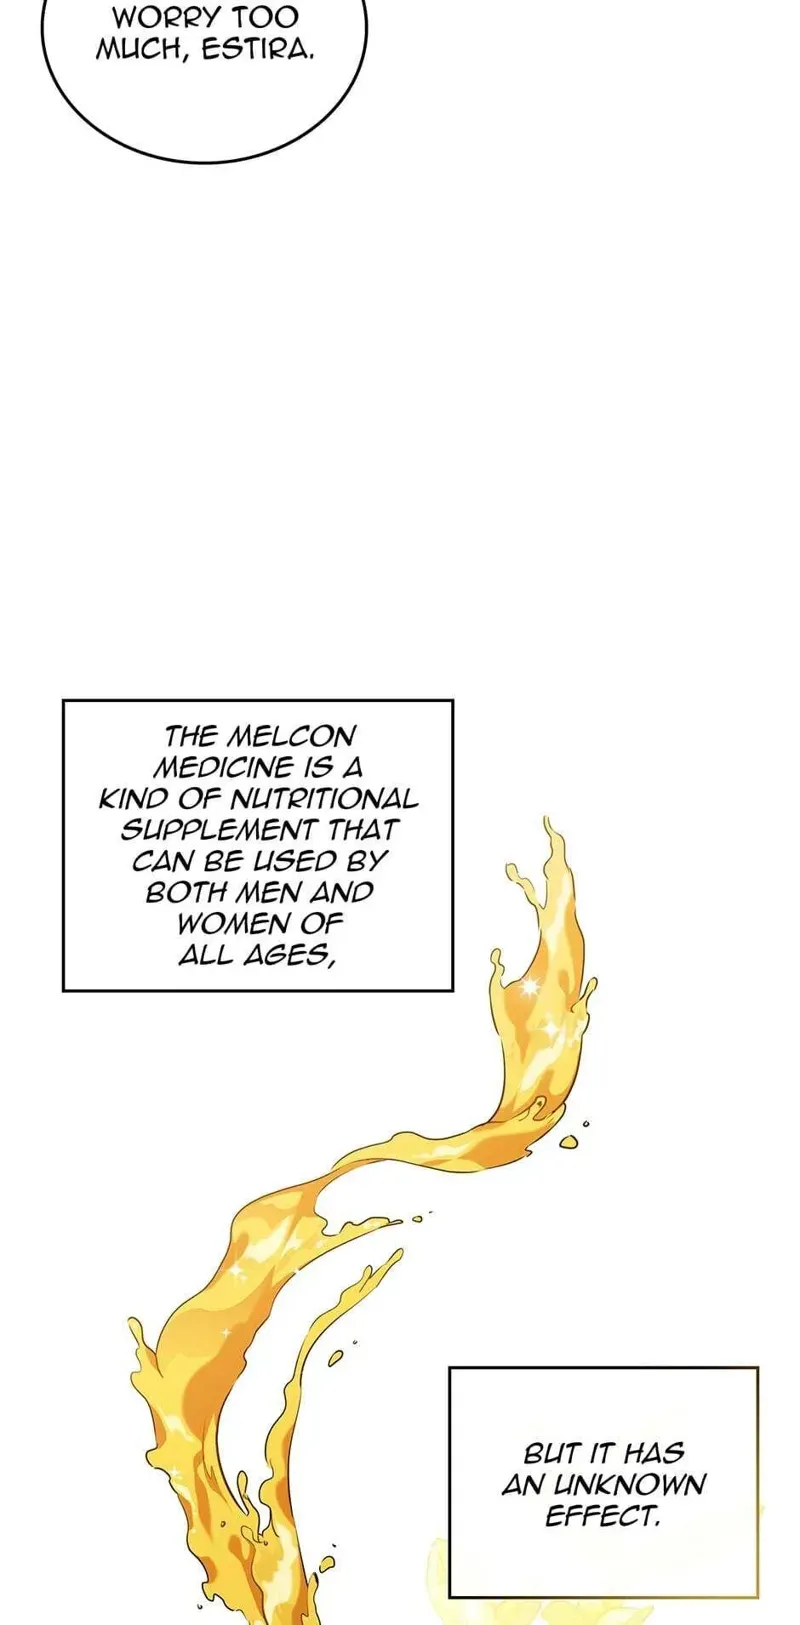 WORRY TOO
MUCH, ESTIRA.
THE MELCON
MEDICINE IS A
KIND OF NUTRITIONAL
SUPPLEMENT THAT
CAN BE USED BY
BOTH MEN AND
WOMEN OF
ALL AGES,
BUT IT HAS
AN UNKNOWN
EFFECT.